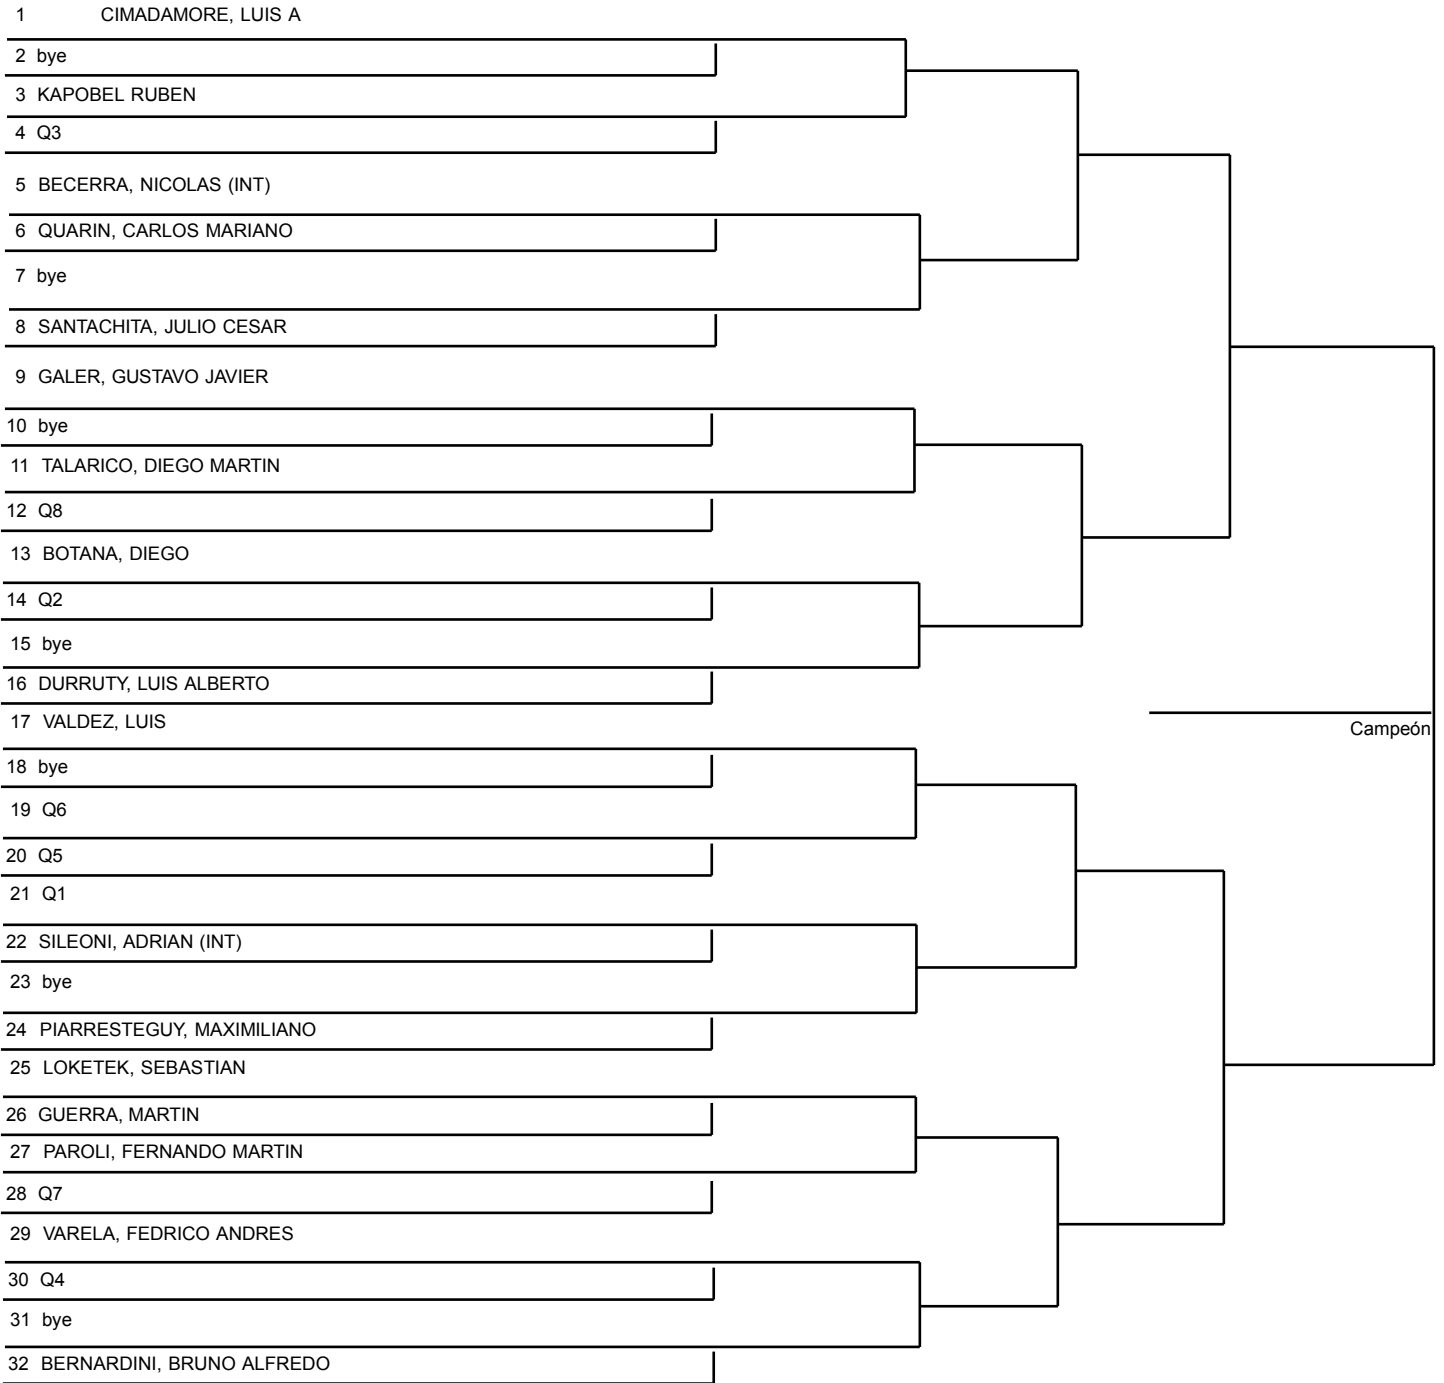 1 CIMADAMORE, LUIS A
2 bye
3 KAPOBEL RUBEN
4 Q3
5 BECERRA, NICOLAS (INT)
6 QUARIN, CARLOS MARIANO
7 bye
8 SANTACHITA, JULIO CESAR
9 GALER, GUSTAVO JAVIER
10 bye
11 TALARICO, DIEGO MARTIN
12 Q8
13 BOTANA, DIEGO
14 Q2
15 bye
16 DURRUTY, LUIS ALBERTO
17 VALDEZ, LUIS
Campeón
18 bye
19 Q6
20 Q5
21 Q1
22 SILEONI, ADRIAN (INT)
23 bye
24 PIARRESTEGUY, MAXIMILIANO
25 LOKETEK, SEBASTIAN
26 GUERRA, MARTIN
27 PAROLI, FERNANDO MARTIN
28 Q7
29 VARELA, FEDRICO ANDRES
30 Q4
31 bye
32 BERNARDINI, BRUNO ALFREDO